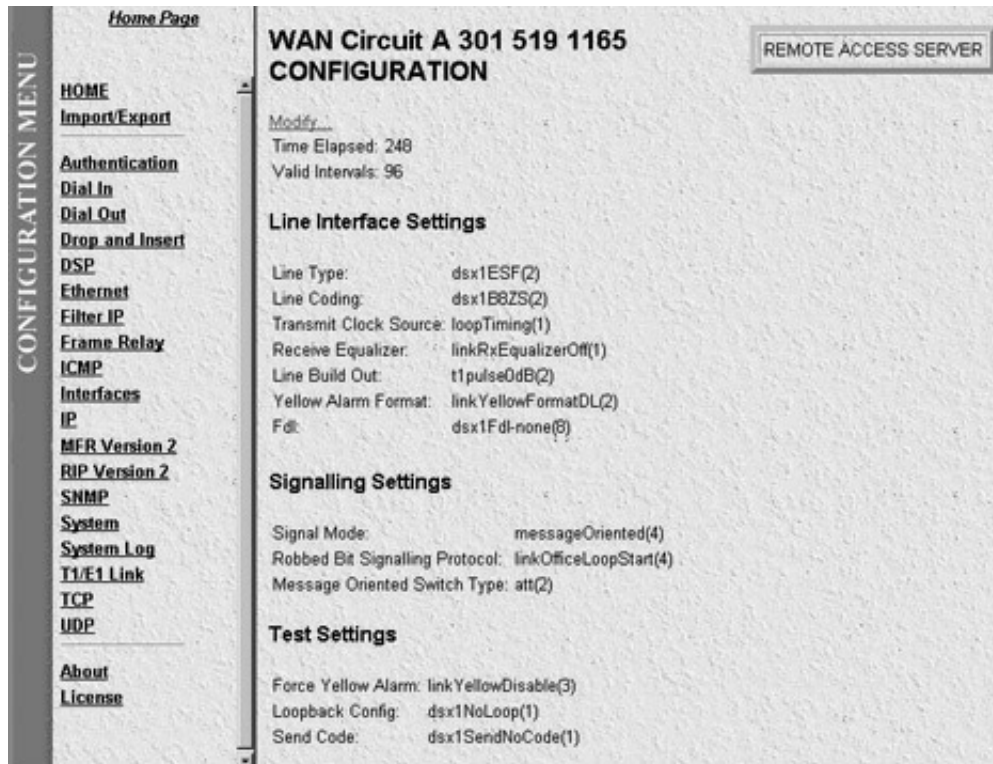 CONFIGURATION MENU
Home Page
HOME
Import/Export
Authentication
Dial In
Dial Out
Drop and Insert
DSP
Ethernet
Filter IP
Frame Relay
ICMP
Interfaces
IP
MFR Version 2
RIP Version 2
SNMP
System
System Log
T1/E1 Link
TCP
UDP
About
License
WAN Circuit A 301 519 1165
CONFIGURATION
REMOTE ACCESS SERVER
Modify...
Time Elapsed: 248
Valid Intervals: 96
Line Interface Settings
Line Type: dsx1ESF(2)
Line Coding: dsx1B8ZS(2)
Transmit Clock Source: loopTiming(1)
Receive Equalizer: linkRxEqualizerOff(1)
Line Build Out: t1pulse0dB(2)
Yellow Alarm Format: linkYellowFormatDL(2)
Fdl: dsx1Fdl-none(8)
Signalling Settings
Signal Mode: messageOriented(4)
Robbed Bit Signalling Protocol: linkOfficeLoopStart(4)
Message Oriented Switch Type: att(2)
Test Settings
Force Yellow Alarm: linkYellowDisable(3)
Loopback Config: dsx1NoLoop(1)
Send Code: dsx1SendNoCode(1)